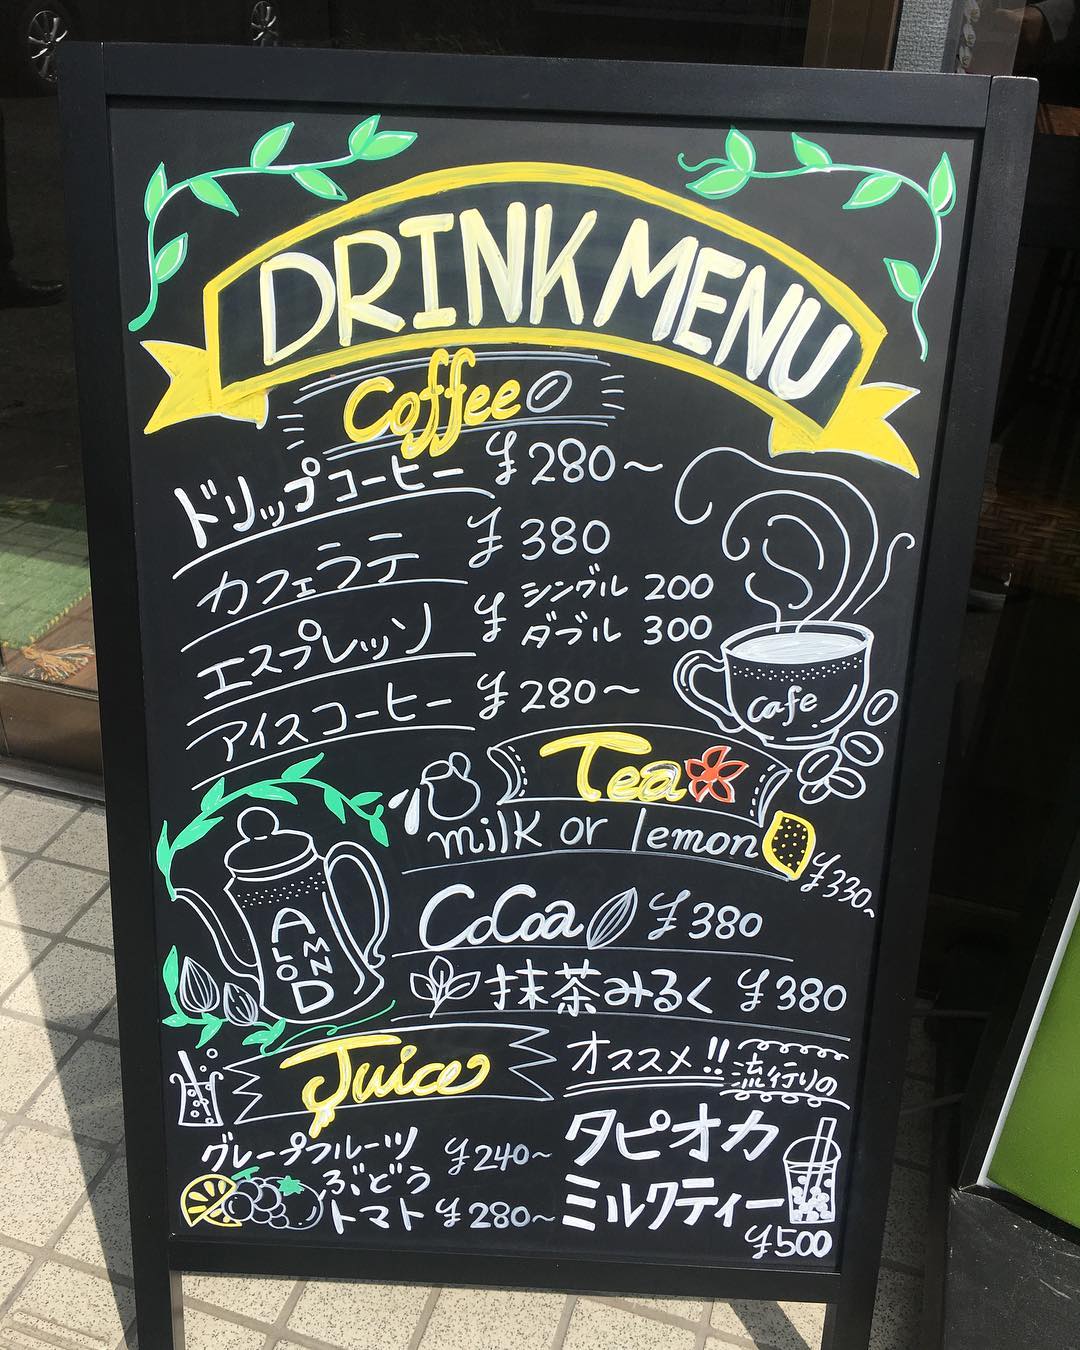 DRINK MENU
Coffee
ドリップコーヒー ¥280～
カフェラテ ¥380
エスプレッソ ¥ シングル 200
ダブル 300
アイスコーヒー ¥280～
cafe
Tea
milk or lemon ¥330～
ALMOND
CoCoa ¥380
抹茶みるく ¥380
Juice
グレープフルーツ ¥240～
ぶどう
トマト ¥280～
オススメ!! 流行りの
タピオカ
ミルクティー
¥500